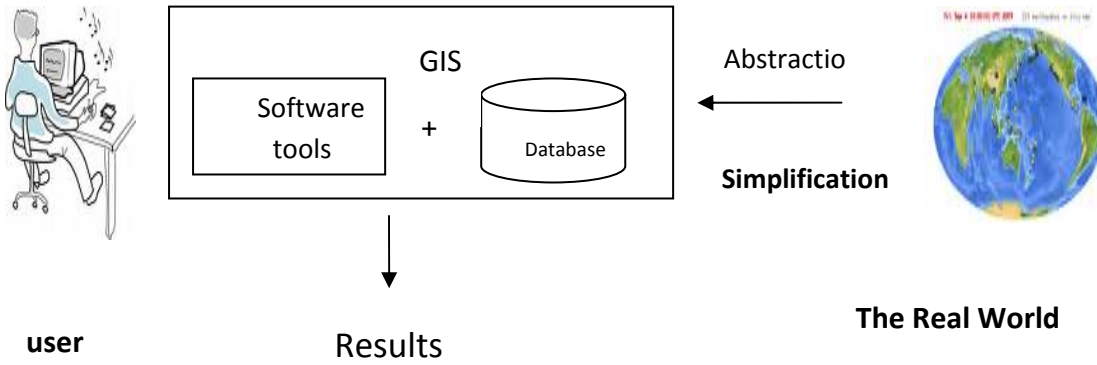 GIS
Software
tools
+
Database
Abstractio
Simplification
The Real World
user
Results